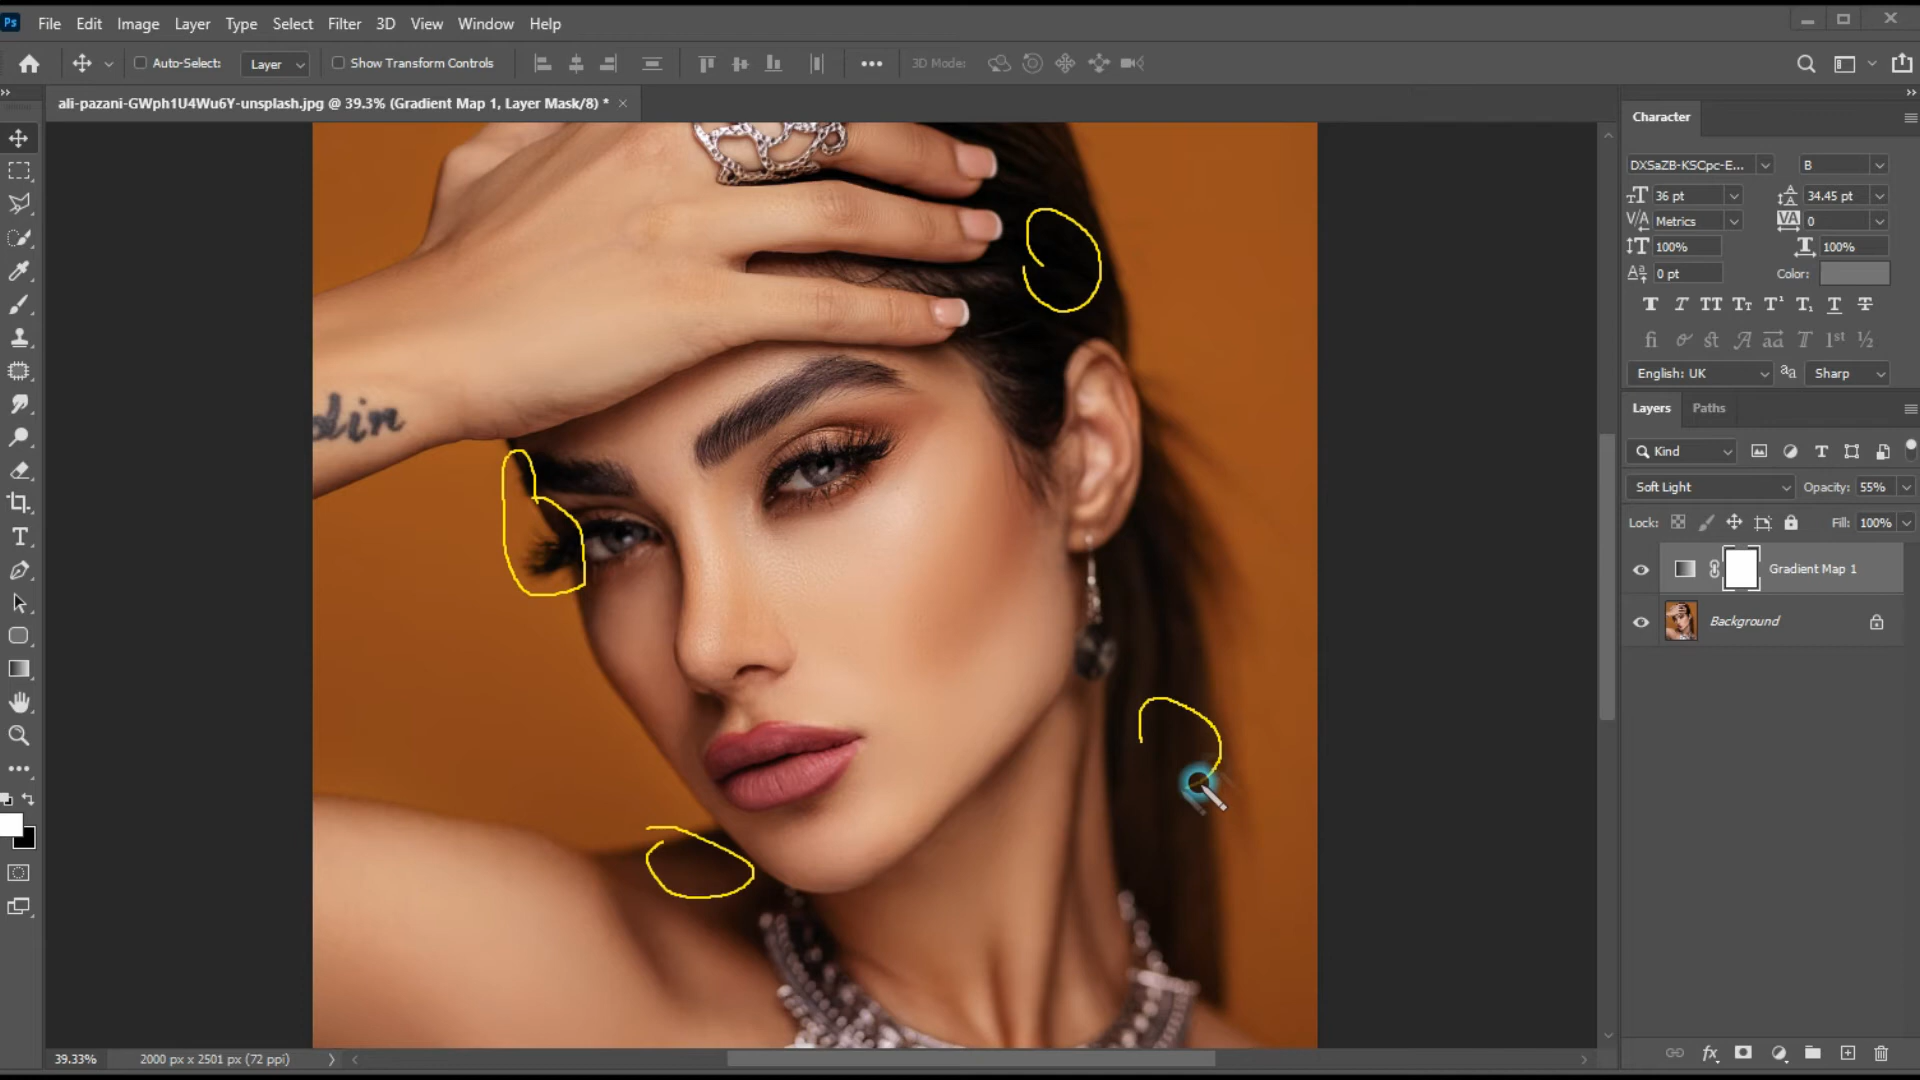 Ps File Edit Image Layer Type Select Filter 3D View Window Help
Auto-Select: Layer Show Transform Controls 3D Mode:
ali-pazani-GWph1U4Wu6Y-unsplash.jpg @ 39.3% (Gradient Map 1, Layer Mask/8) *
Character
DXSaZB-KSCpc-E... B
36 pt 34.45 pt
Metrics 0
100% 100%
0 pt Color:
English: UK Sharp
Layers Paths
Kind
Soft Light Opacity: 55%
Lock: Fill: 100%
Gradient Map 1
Background
39.33% 2000 px x 2501 px (72 ppi)